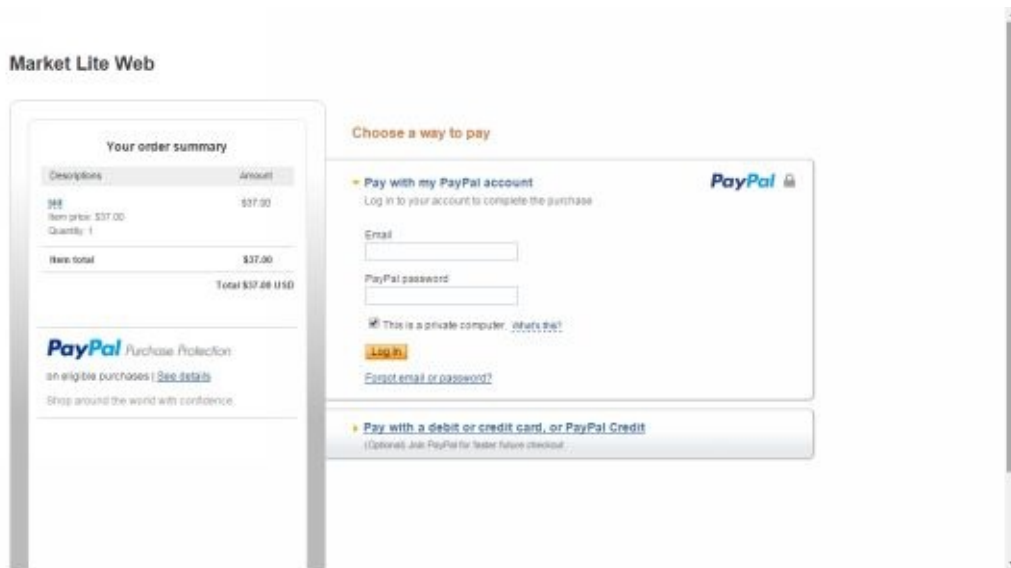 Market Lite Web
Your order summary
Descriptions Amount
$37.00
Item price: $37.00
Quantity: 1
Item total $37.00
Total $37.00 USD
PayPal Purchase Protection
on eligible purchases | See details
Shop around the world with confidence.
Choose a way to pay
Pay with my PayPal account
PayPal
Log in to your account to complete the purchase
Email
PayPal password
This is a private computer. What's this?
Log In
Forgot email or password?
Pay with a debit or credit card, or PayPal Credit
(Optional) Join PayPal for faster future checkout